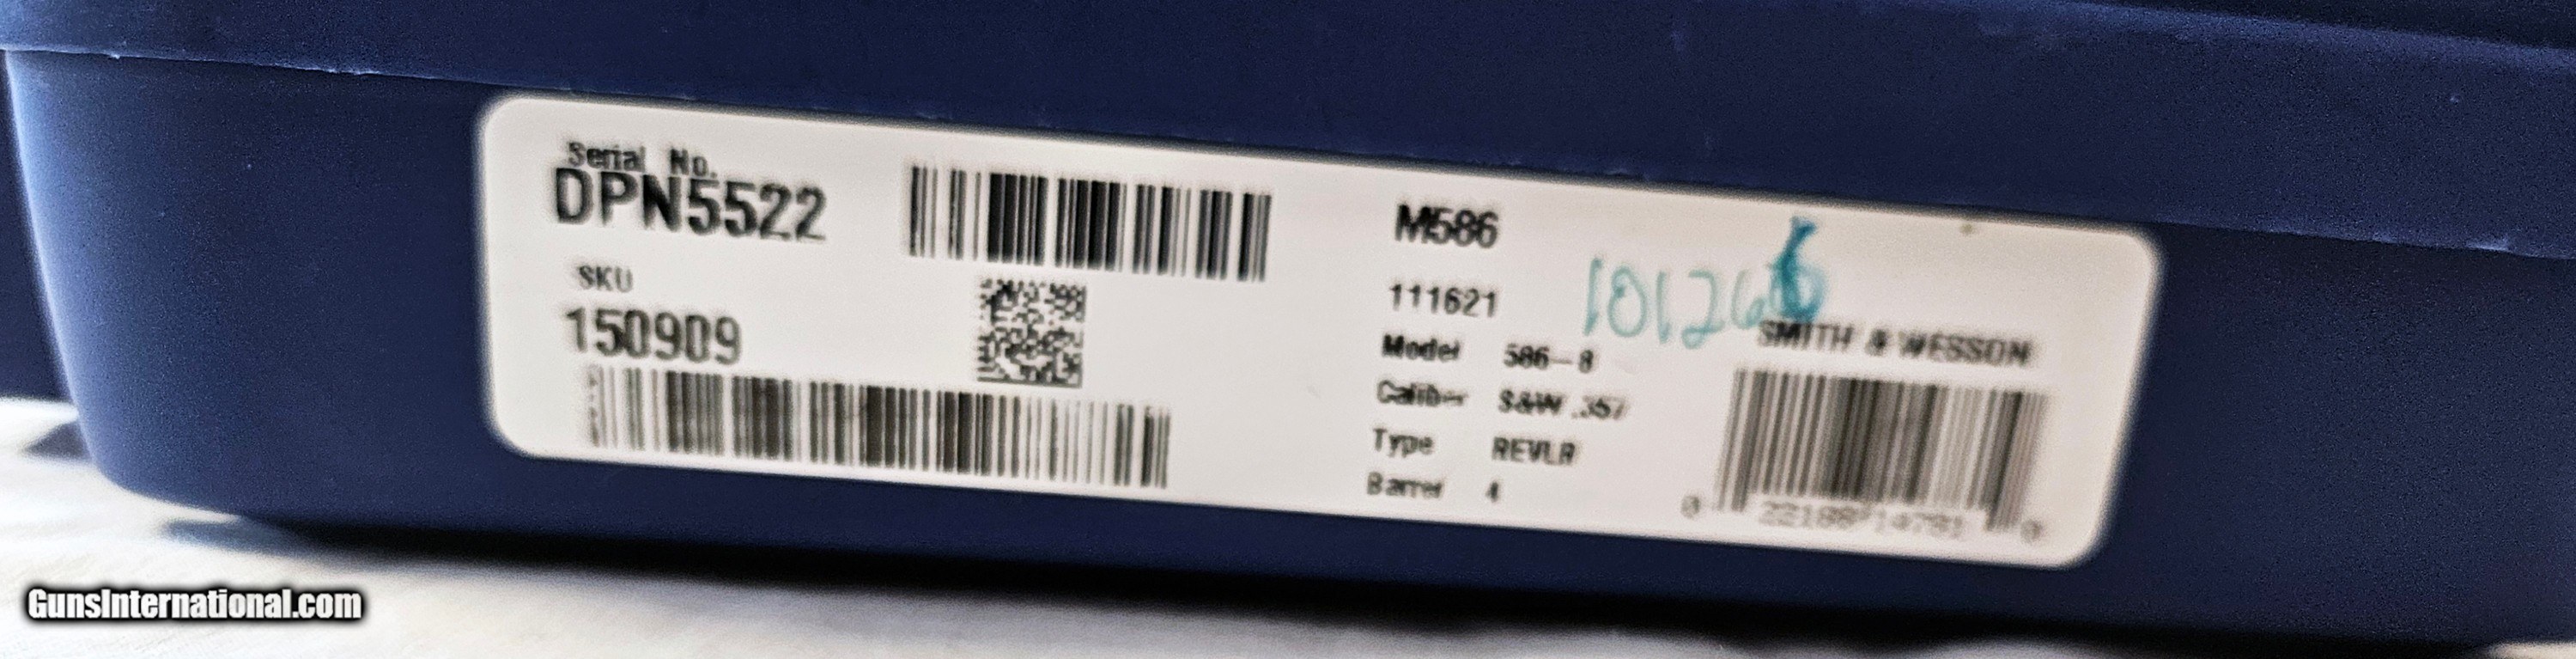 Serial No.
DPN5522
SKU
150909
M586
111621
Model 586-8
Caliber S&W .357
Type REVLR
Barrel 4
SMITH & WESSON
GunsInternational.com